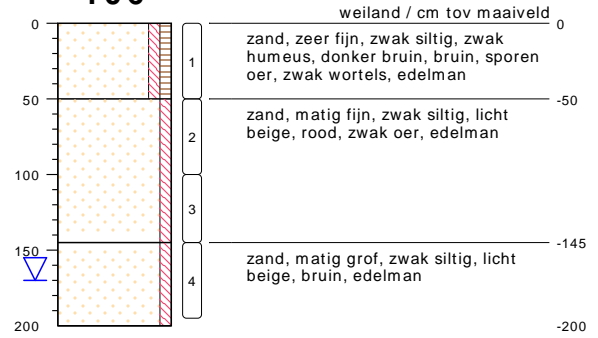 weiland / cm tov maaiveld
0
0
zand, zeer fijn, zwak siltig, zwak
humeus, donker bruin, bruin, sporen
oer, zwak wortels, edelman
1
50
-50
zand, matig fijn, zwak siltig, licht
beige, rood, zwak oer, edelman
2
100
3
150
-145
zand, matig grof, zwak siltig, licht
beige, bruin, edelman
4
200
-200